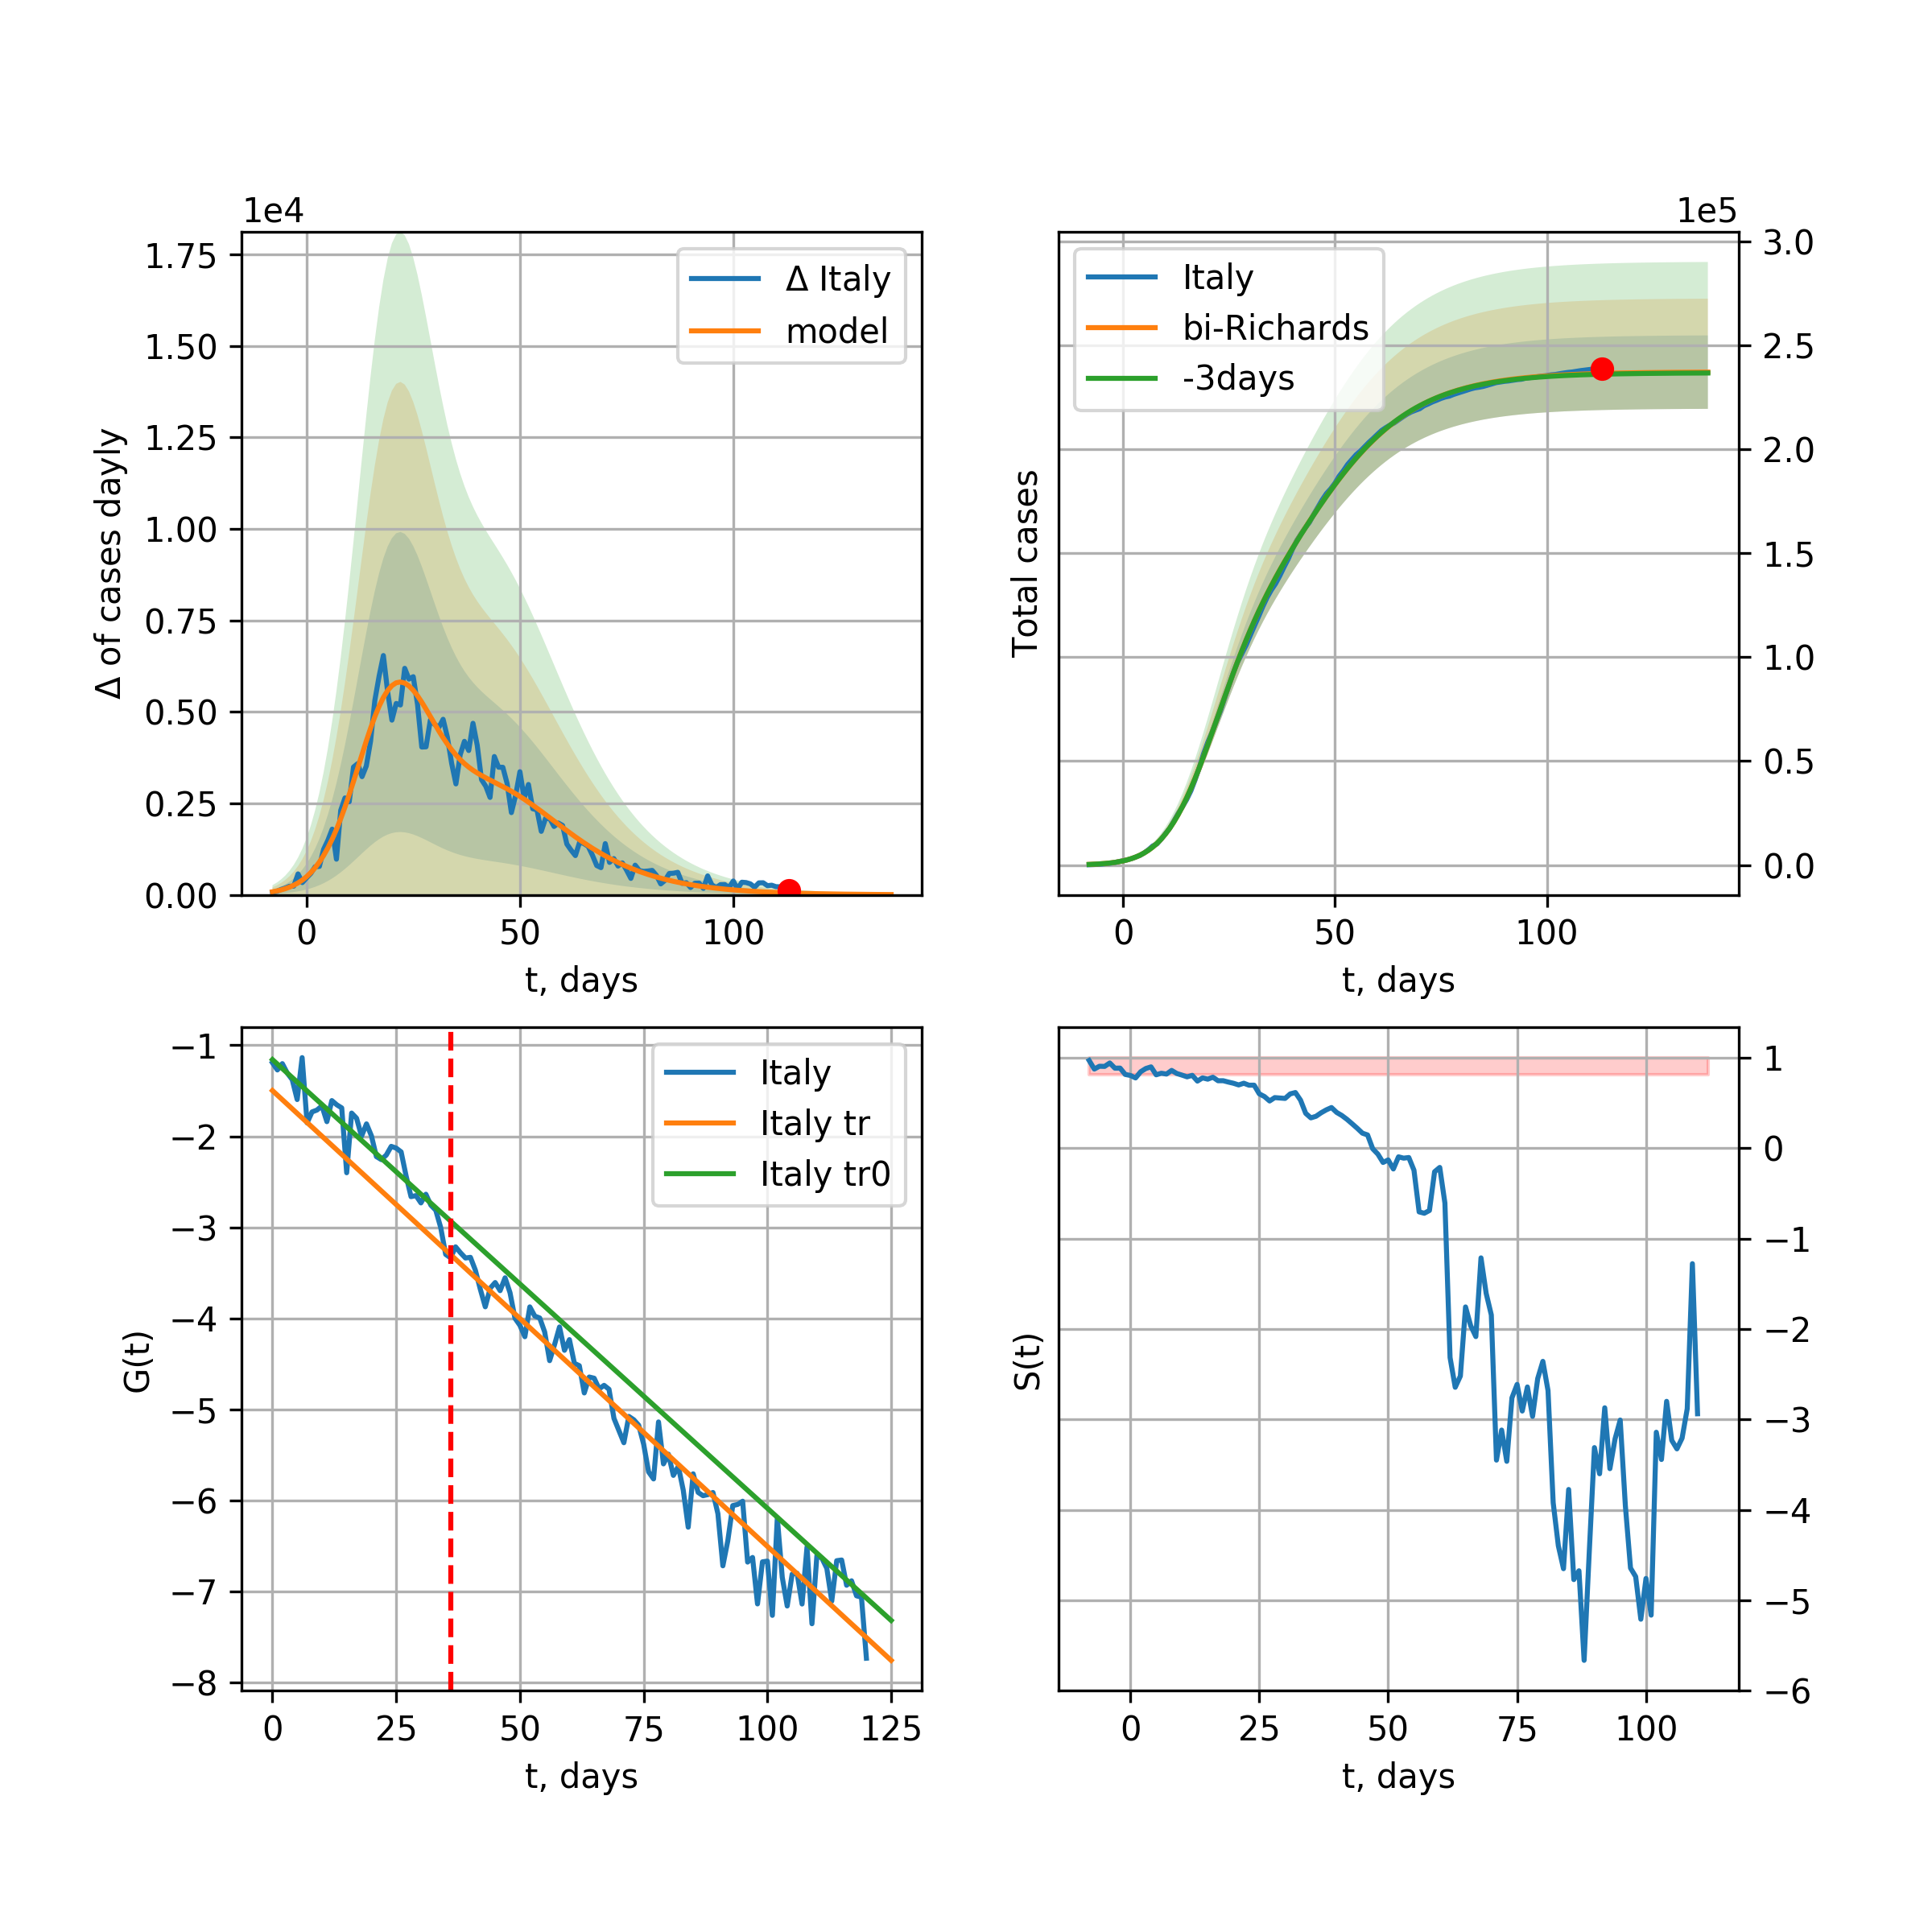 1e4
1.75
1.50
1.25
1.00
0.75
0.50
0.25
0.00
Δ of cases dayly
0 50 100
t, days
Δ Italy
model
1e5
3.0
2.5
2.0
1.5
1.0
0.5
0.0
Total cases
0 50 100
t, days
Italy
bi-Richards
-3days
−1
−2
−3
−4
−5
−6
−7
−8
G(t)
0 25 50 75 100 125
t, days
Italy
Italy tr
Italy tr0
1
0
−1
−2
−3
−4
−5
−6
S(t)
0 25 50 75 100
t, days